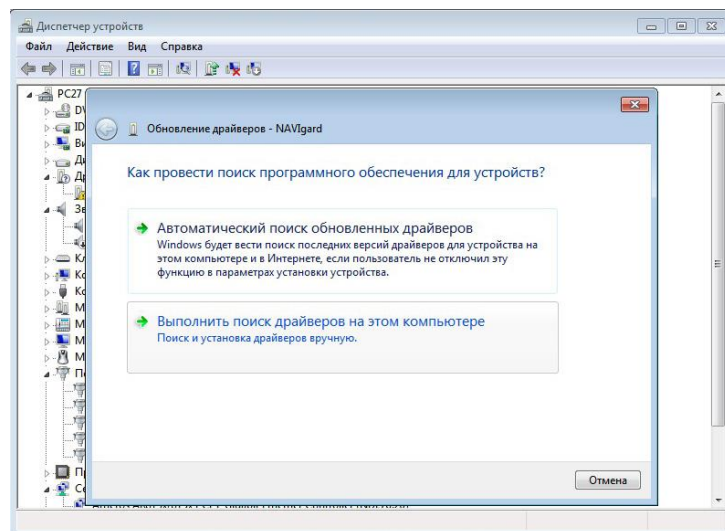 Диспетчер устройств
Файл Действие Вид Справка
PC27
Обновление драйверов - NAVIgard
Как провести поиск программного обеспечения для устройств?
Автоматический поиск обновленных драйверов
Windows будет вести поиск последних версий драйверов для устройства на
этом компьютере и в Интернете, если пользователь не отключил эту
функцию в параметрах установки устройства.
Выполнить поиск драйверов на этом компьютере
Поиск и установка драйверов вручную.
Отмена